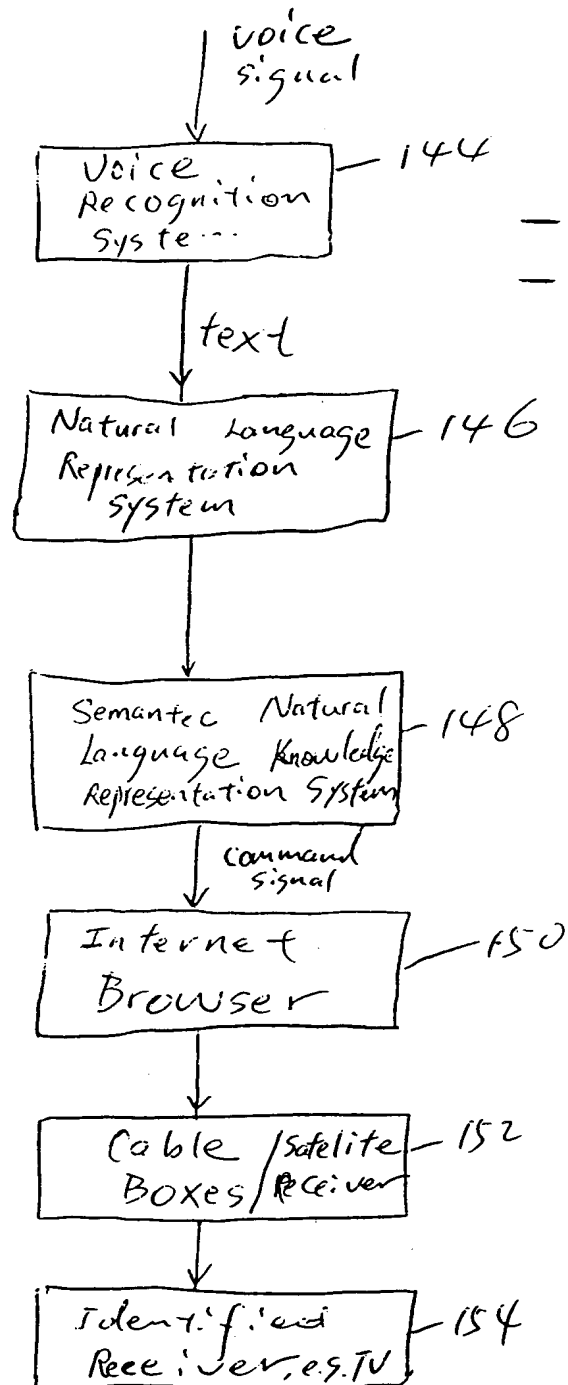 voice
signal
Voice 144
Recognition
Syste...
text
Natural Language 146
Representation
System
Semantec Natural 148
Language Knowledge
Representation System
command
signal
Internet 150
Browser
Cable /Satelite 152
Boxes/Receiver
Identified 154
Receiver, e.g. TV